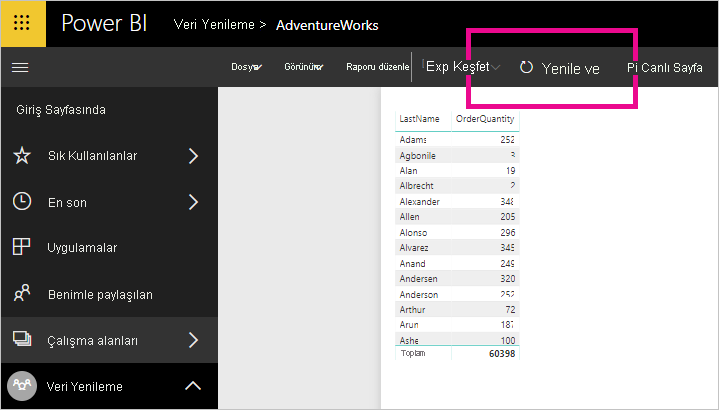 Power BI Veri Yenileme > AdventureWorks
Dosya Görünüm Raporu düzenle Exp Keşfet Yenile ve Pi Canlı Sayfa
Giriş Sayfasında
Sık Kullanılanlar
En son
Uygulamalar
Benimle paylaşılan
Çalışma alanları
Veri Yenileme
LastName OrderQuantity
Adams 252
Agbonile 3
Alan 19
Albrecht 2
Alexander 348
Allen 205
Alonso 296
Alvarez 345
Anand 249
Andersen 320
Anderson 252
Arthur 72
Arun 187
Ashe 100
Toplam 60398